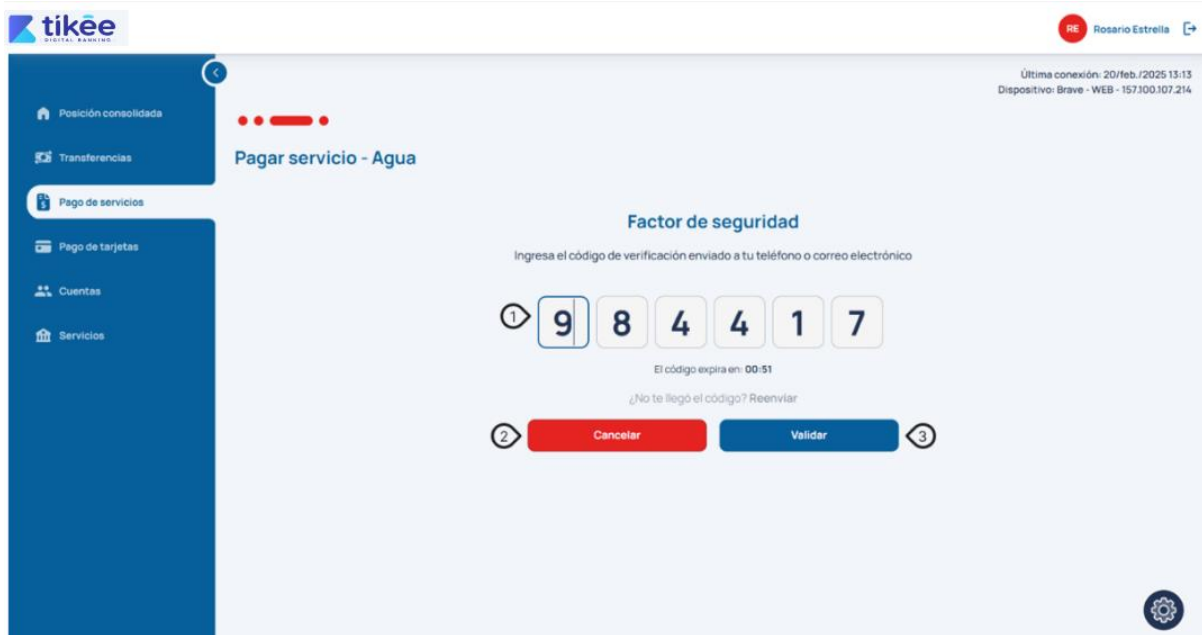 tikēe
DIGITAL BANKING
RE Rosario Estrella
Última conexión: 20/feb./2025 13:13
Dispositivo: Brave - WEB - 157.100.107.214
Posición consolidada
Transferencias
Pago de servicios
Pago de tarjetas
Cuentas
Servicios
Pagar servicio - Agua
Factor de seguridad
Ingresa el código de verificación enviado a tu teléfono o correo electrónico
1 9 8 4 4 1 7
El código expira en: 00:51
¿No te llegó el código? Reenviar
2 Cancelar Validar 3